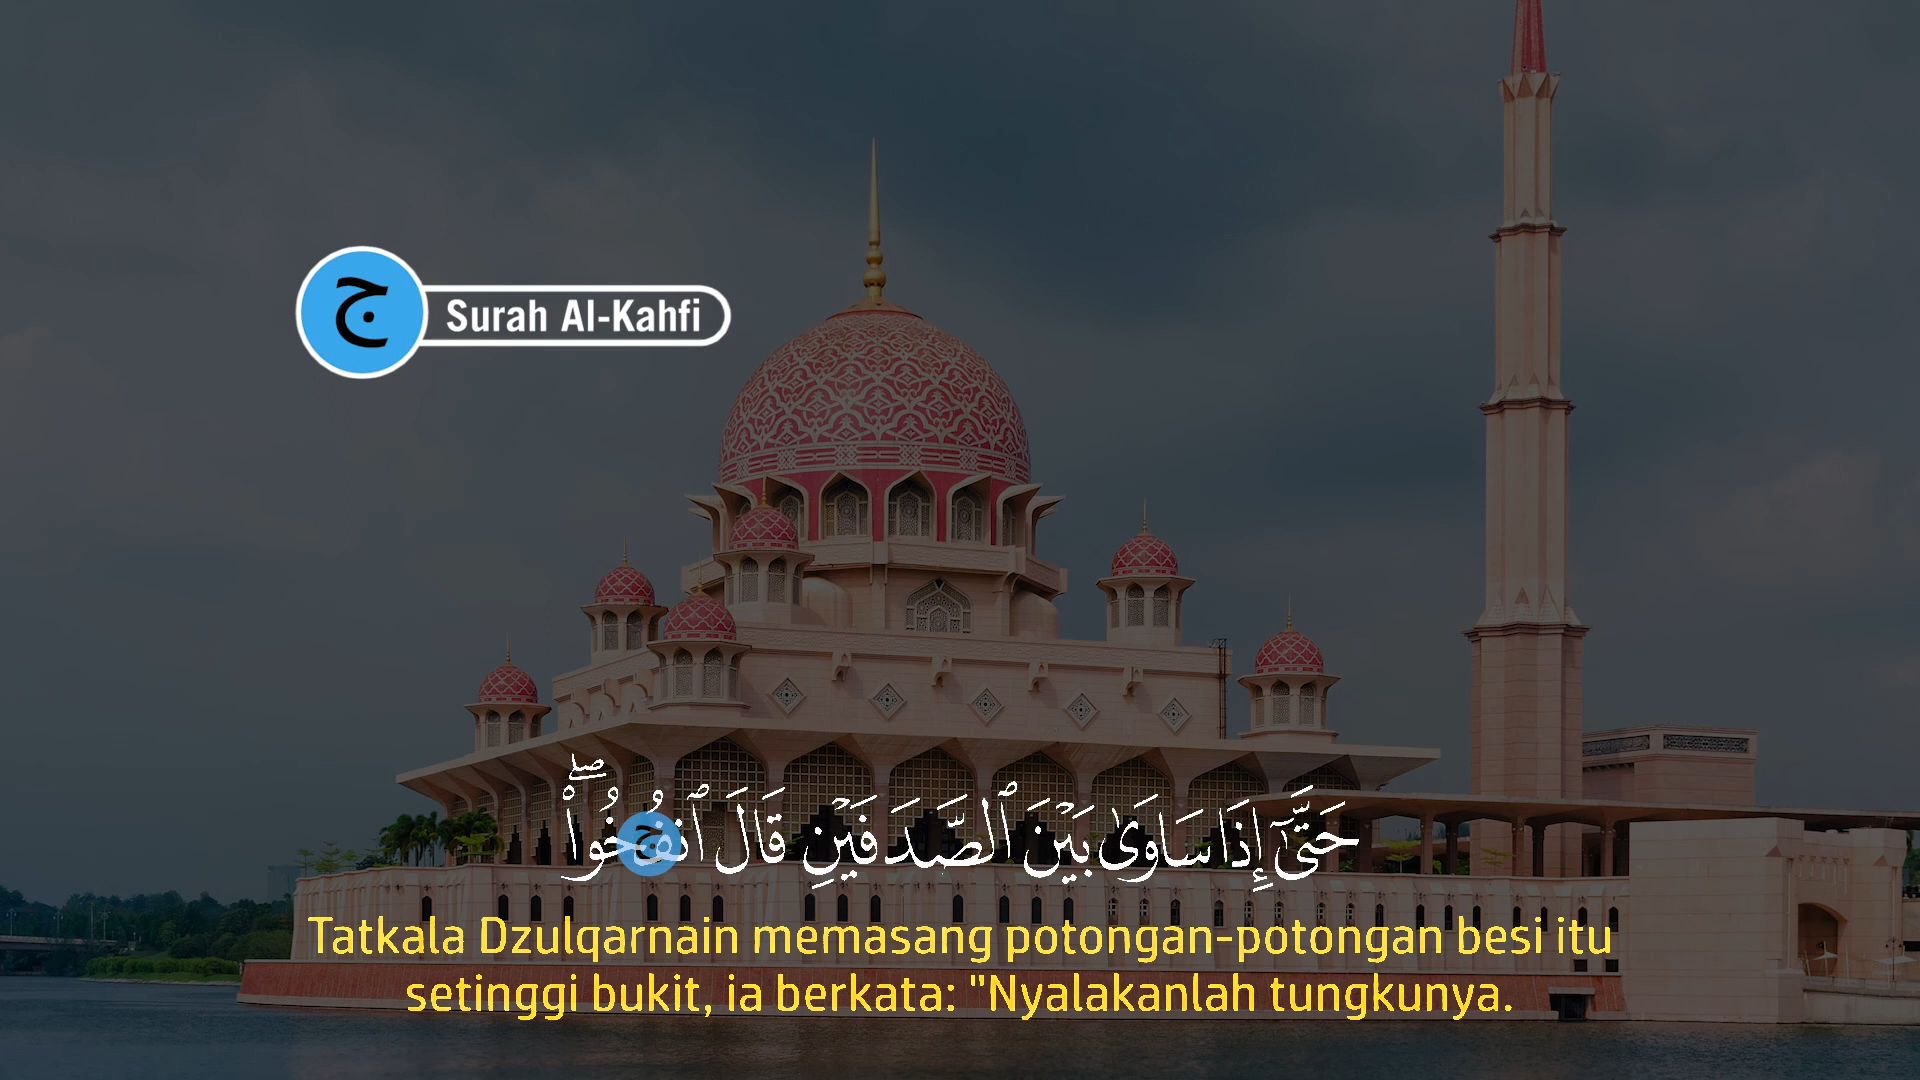 ج
Surah Al-Kahfi
حَتَّىٰٓ إِذَا سَاوَىٰ بَيْنَ ٱلصَّدَفَيْنِ قَالَ ٱنفُخُوا۟ ۖ
ج
Tatkala Dzulqarnain memasang potongan-potongan besi itu
setinggi bukit, ia berkata: "Nyalakanlah tungkunya.